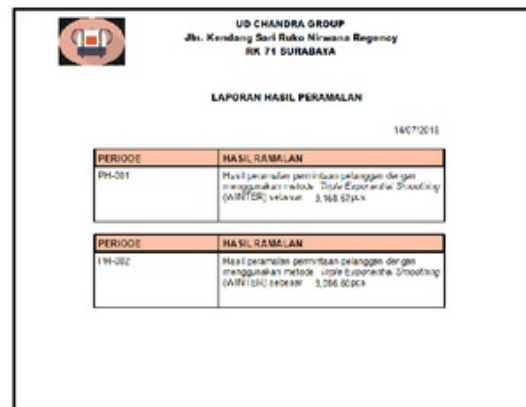 UD CHANDRA GROUP
Jln. Kendang Sari Ruko Nirwana Regency
RK 71 SURABAYA
LAPORAN HASIL PERAMALAN
14/07/2016
PERIODE HASIL RAMALAN
PH-001 Hasil peramalan permintaan pelanggan dengan
menggunakan metode Triple Exponential Smoothing
(WINTER) sebesar 3,168.57pcs
PERIODE HASIL RAMALAN
PH-002 Hasil peramalan permintaan pelanggan dengan
menggunakan metode Triple Exponential Smoothing
(WINTER) sebesar